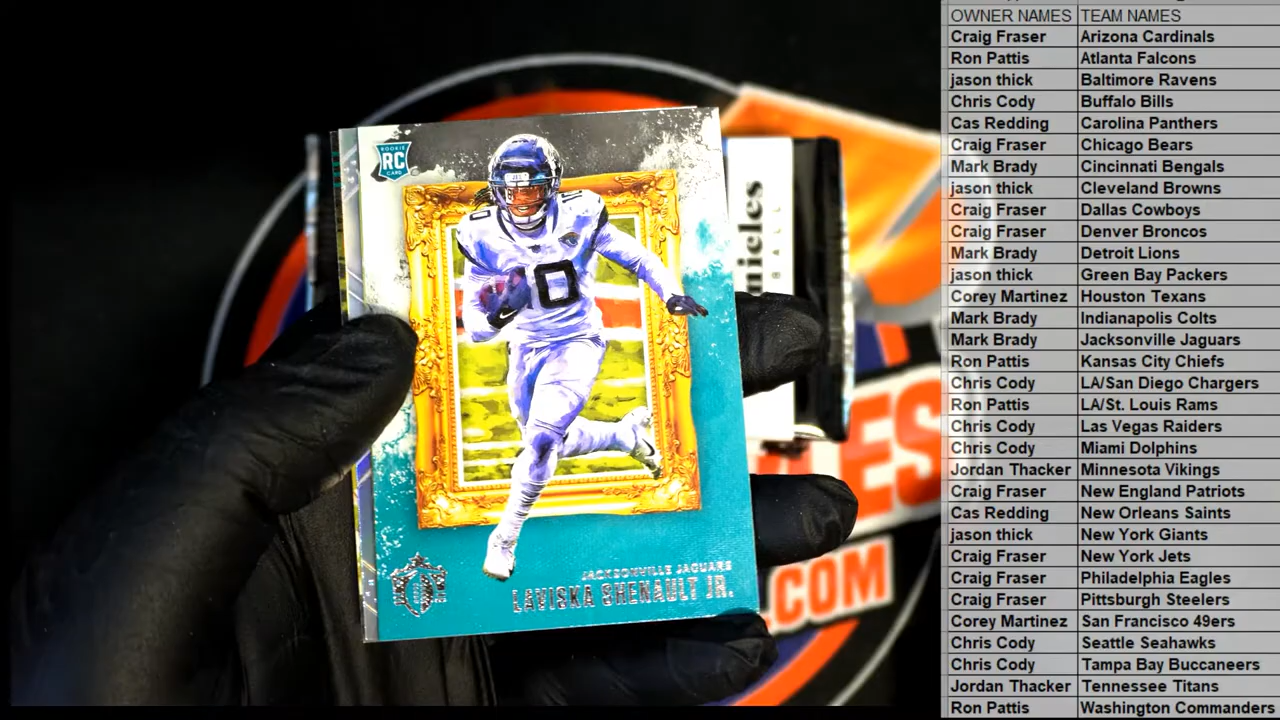 OWNER NAMES TEAM NAMES
Craig Fraser Arizona Cardinals
Ron Pattis Atlanta Falcons
jason thick Baltimore Ravens
Chris Cody Buffalo Bills
Cas Redding Carolina Panthers
Craig Fraser Chicago Bears
Mark Brady Cincinnati Bengals
jason thick Cleveland Browns
Craig Fraser Dallas Cowboys
Craig Fraser Denver Broncos
Mark Brady Detroit Lions
jason thick Green Bay Packers
Corey Martinez Houston Texans
Mark Brady Indianapolis Colts
Mark Brady Jacksonville Jaguars
Ron Pattis Kansas City Chiefs
Chris Cody LA/San Diego Chargers
Ron Pattis LA/St. Louis Rams
Chris Cody Las Vegas Raiders
Chris Cody Miami Dolphins
Jordan Thacker Minnesota Vikings
Craig Fraser New England Patriots
Cas Redding New Orleans Saints
jason thick New York Giants
Craig Fraser New York Jets
Craig Fraser Philadelphia Eagles
Craig Fraser Pittsburgh Steelers
Corey Martinez San Francisco 49ers
Chris Cody Seattle Seahawks
Chris Cody Tampa Bay Buccaneers
Jordan Thacker Tennessee Titans
Ron Pattis Washington Commanders
ROOKIE
RC
CARD
10
10
JACKSONVILLE JAGUARS
LAVISKA SHENAULT JR.
.COM